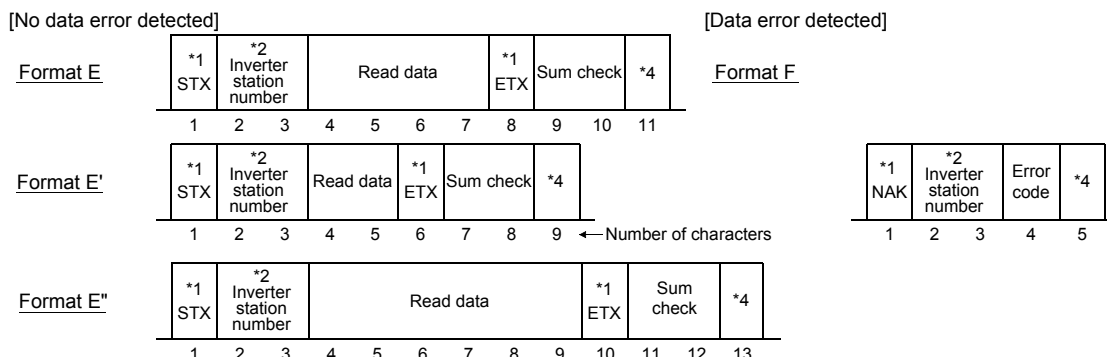 [No data error detected] [Data error detected]
Format E
*1
STX
*2
Inverter
station
number
Read data
*1
ETX
Sum check
*4
Format F
1 2 3 4 5 6 7 8 9 10 11
Format E'
*1
STX
*2
Inverter
station
number
Read data
*1
ETX
Sum check
*4
*1
NAK
*2
Inverter
station
number
Error
code
*4
1 2 3 4 5 6 7 8 9 ←Number of characters 1 2 3 4 5
Format E"
*1
STX
*2
Inverter
station
number
Read data
*1
ETX
Sum
check
*4
1 2 3 4 5 6 7 8 9 10 11 12 13